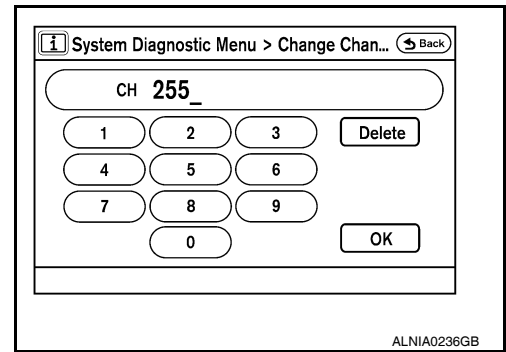 i System Diagnostic Menu > Change Chan... Back
CH 255_
1 2 3 Delete
4 5 6
7 8 9
0 OK
ALNIA0236GB